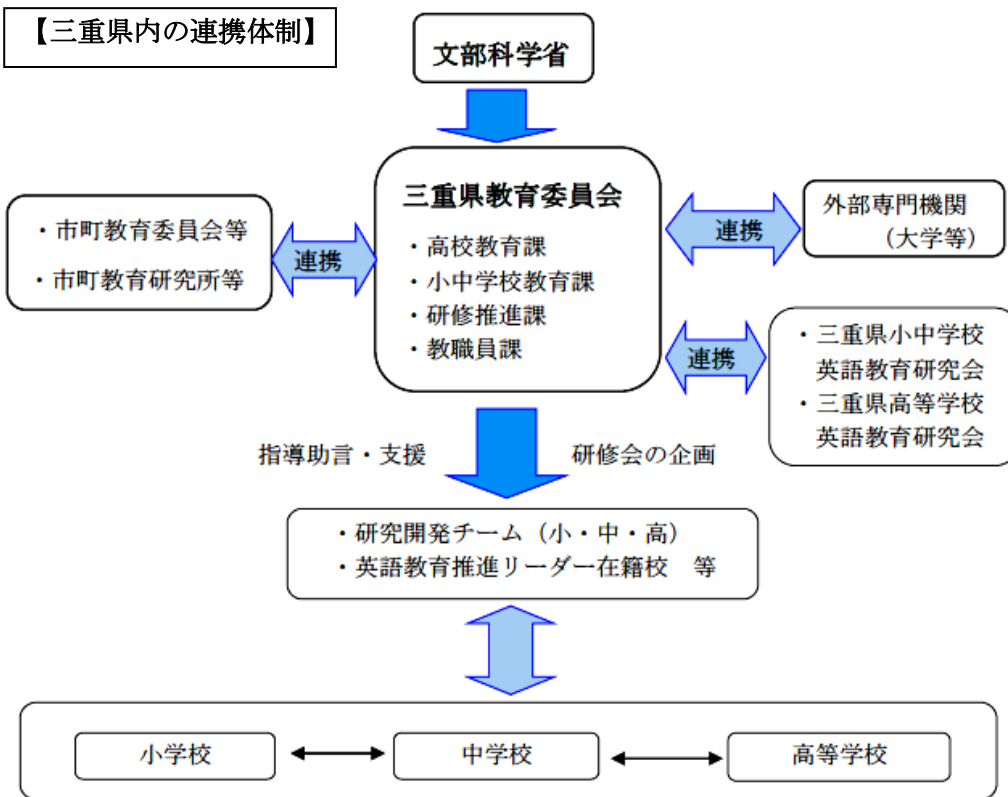 【三重県内の連携体制】
文部科学省
三重県教育委員会
・高校教育課
・小中学校教育課
・研修推進課
・教職員課
・市町教育委員会等
・市町教育研究所等
連携
連携
外部専門機関
（大学等）
連携
・三重県小中学校
英語教育研究会
・三重県高等学校
英語教育研究会
指導助言・支援
研修会の企画
・研究開発チーム（小・中・高）
・英語教育推進リーダー在籍校　等
小学校
中学校
高等学校